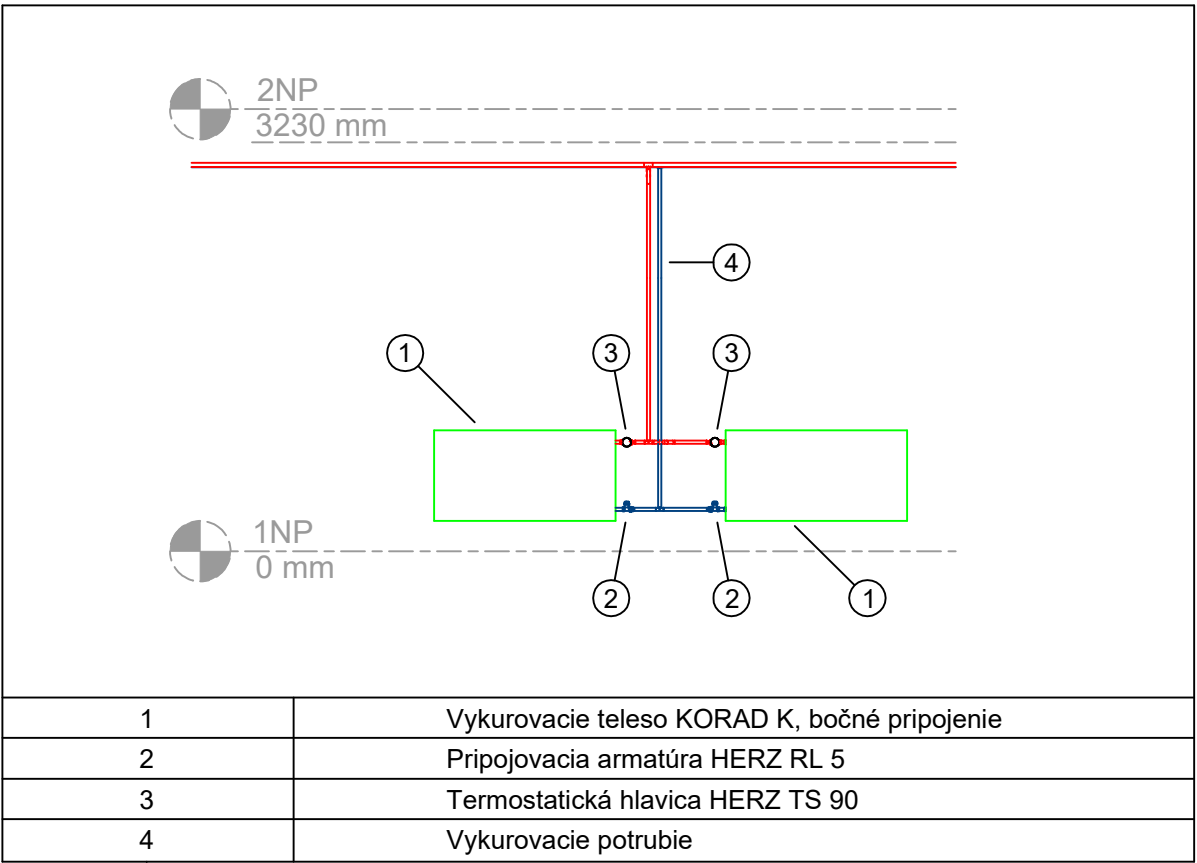 2NP
3230 mm
4
1
3
3
1NP
0 mm
2
2
1
1 Vykurovacie teleso KORAD K, bočné pripojenie
2 Pripojovacia armatúra HERZ RL 5
3 Termostatická hlavica HERZ TS 90
4 Vykurovacie potrubie